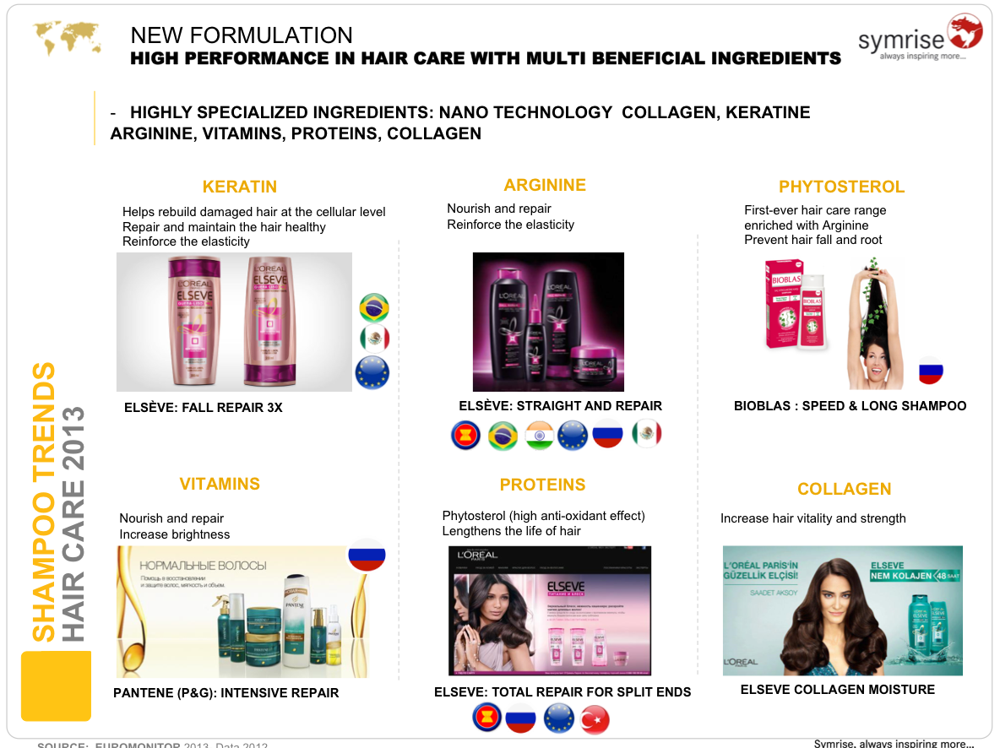 NEW FORMULATION
HIGH PERFORMANCE IN HAIR CARE WITH MULTI BENEFICIAL INGREDIENTS
symrise
always inspiring more...
- HIGHLY SPECIALIZED INGREDIENTS: NANO TECHNOLOGY COLLAGEN, KERATINE
ARGININE, VITAMINS, PROTEINS, COLLAGEN
SHAMPOO TRENDS
HAIR CARE 2013
KERATIN
Helps rebuild damaged hair at the cellular level
Repair and maintain the hair healthy
Reinforce the elasticity
L'ORÉAL
ELSEVE
L'ORÉAL
ELSEVE
ELSÈVE: FALL REPAIR 3X
ARGININE
Nourish and repair
Reinforce the elasticity
L'ORÉAL
L'ORÉAL
L'ORÉAL
ELSÈVE: STRAIGHT AND REPAIR
PHYTOSTEROL
First-ever hair care range
enriched with Arginine
Prevent hair fall and root
BIOBLAS
BIOBLAS
BIOBLAS : SPEED & LONG SHAMPOO
VITAMINS
Nourish and repair
Increase brightness
НОРМАЛЬНЫЕ ВОЛОСЫ
Помощь в восстановлении
и защите волос, мягкость и объем.
PANTENE
PANTENE (P&G): INTENSIVE REPAIR
PROTEINS
Phytosterol (high anti-oxidant effect)
Lengthens the life of hair
L'ORÉAL
PARIS
ELSEVE
ПИТАНИЕ И БЛЕСК
ELSEVE: TOTAL REPAIR FOR SPLIT ENDS
COLLAGEN
Increase hair vitality and strength
L'ORÉAL PARIS'İN
GÜZELLİK ELÇİSİ!
SAADET AKSOY
ELSEVE
NEM KOLAJEN 48 SAAT
L'ORÉAL
ELSEVE COLLAGEN MOISTURE
SOURCE: EUROMONITOR 2013, Data 2012
Symrise, always inspiring more...